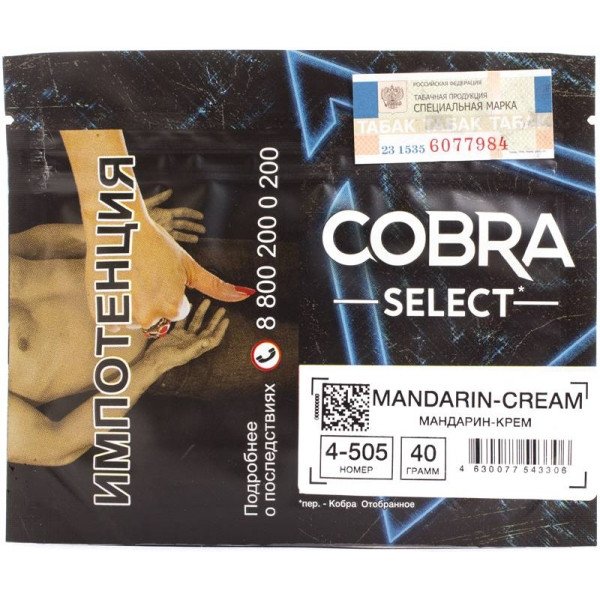 РОССИЙСКАЯ ФЕДЕРАЦИЯ
ТАБАЧНАЯ ПРОДУКЦИЯ
СПЕЦИАЛЬНАЯ МАРКА
ТАБАК ТАБАК ТАБАК
23 1535 6077984
ИМПОТЕНЦИЯ
Подробнее
о последствиях 8 800 200 0 200
COBRA
SELECT*
MANDARIN-CREAM
МАНДАРИН-КРЕМ
4-505
НОМЕР
40
ГРАММ
4 630077 543306
*пер. - Кобра Отобранное